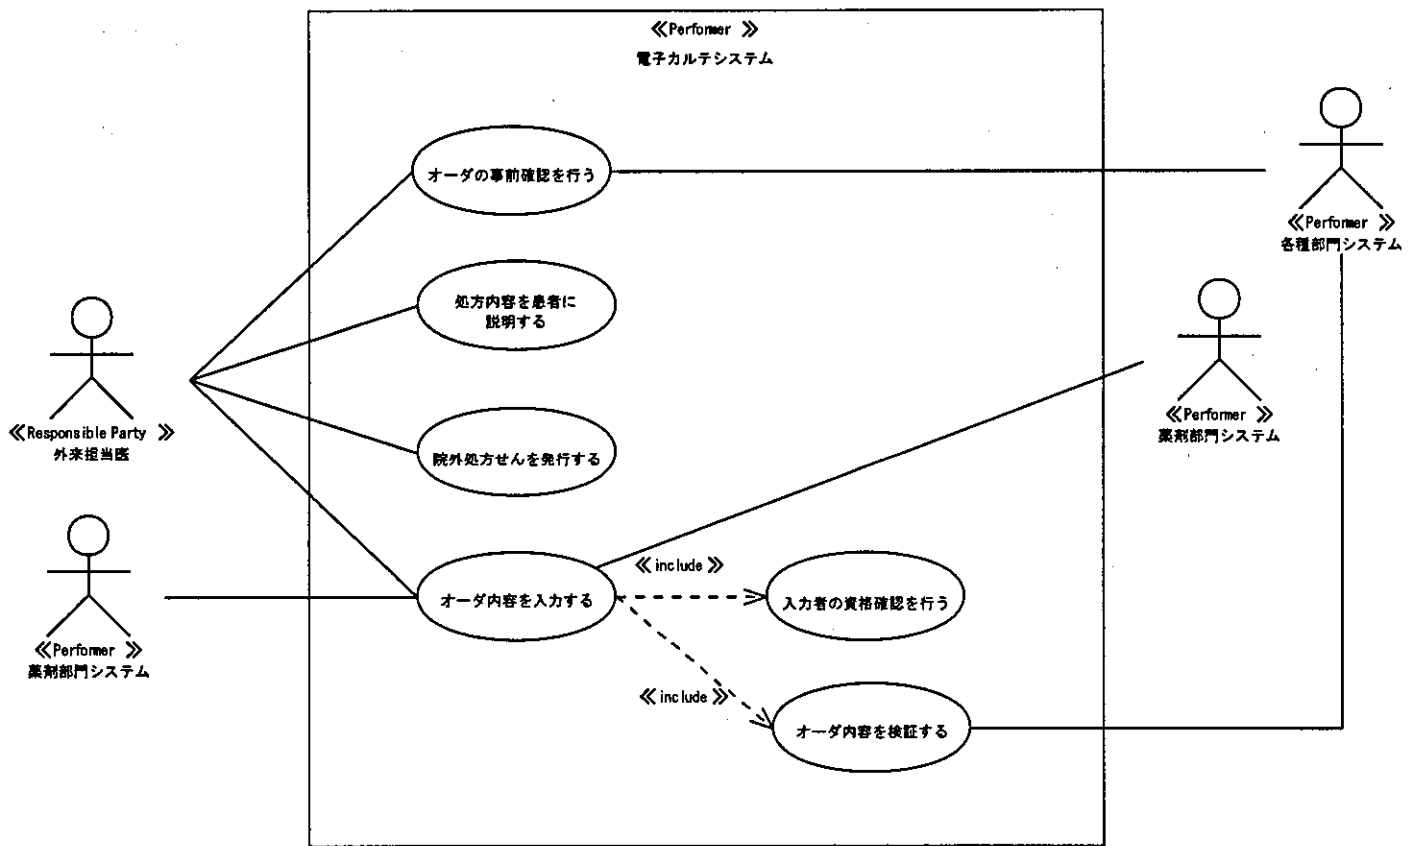 ≪Performer ≫
電子カルテシステム
オーダの事前確認を行う
≪Performer ≫
各種部門システム
処方内容を患者に
説明する
≪Performer ≫
薬剤部門システム
≪Responsible Party ≫
外来担当医
院外処方せんを発行する
≪include ≫
オーダ内容を入力する
入力者の資格確認を行う
≪Performer ≫
薬剤部門システム
≪include ≫
オーダ内容を検証する